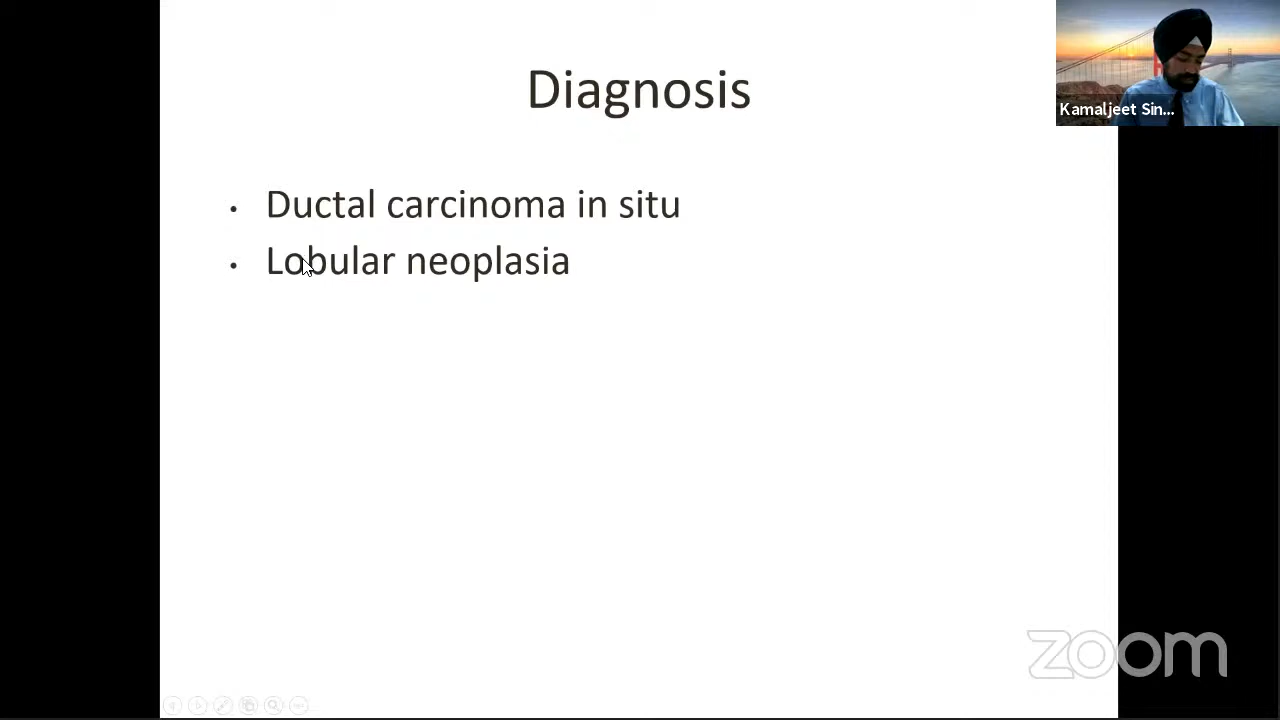 Diagnosis
Kamaljeet Sin...
• Ductal carcinoma in situ
• Lobular neoplasia
zoom